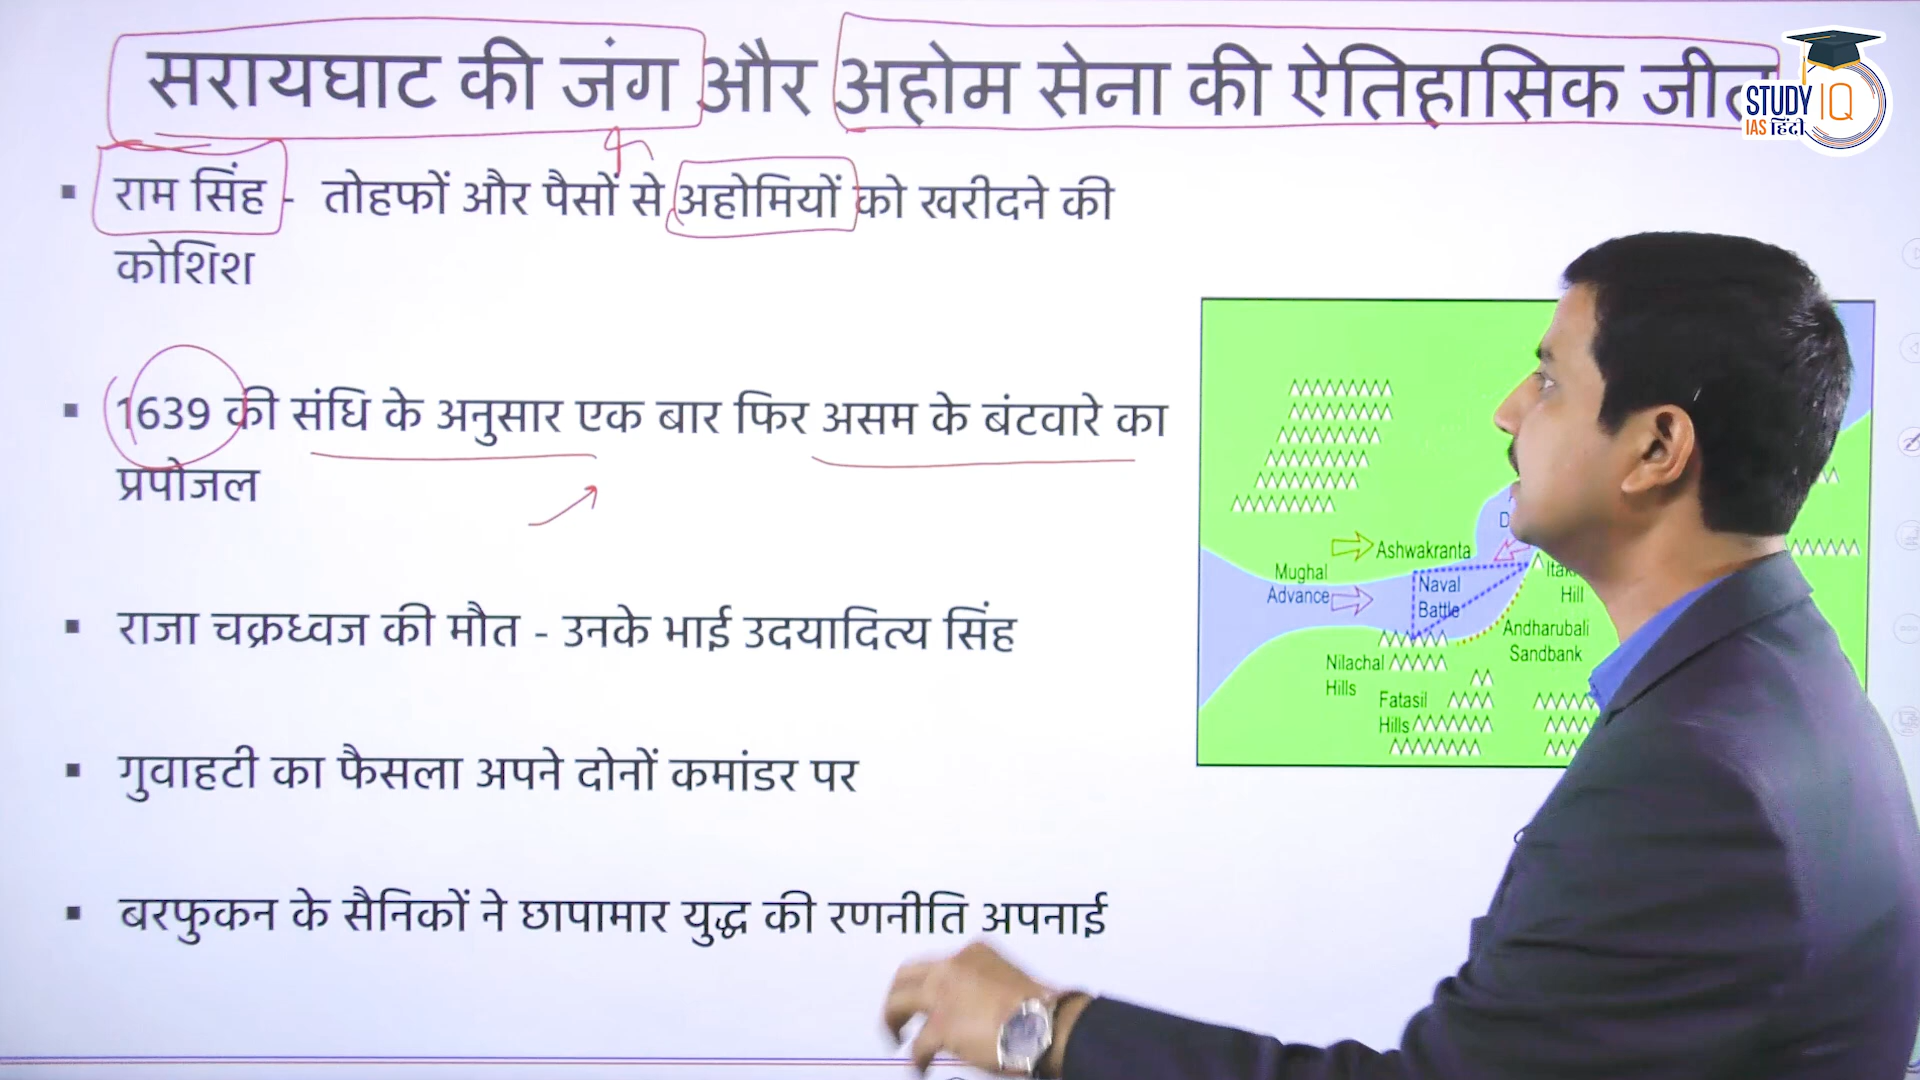 सरायघाट की जंग और अहोम सेना की ऐतिहासिक जीत
STUDY IQ
IAS हिंदी
▪ राम सिंह - तोहफों और पैसों से अहोमियों को खरीदने की
कोशिश
▪ 1639 की संधि के अनुसार एक बार फिर असम के बंटवारे का
प्रपोजल
▪ राजा चक्रध्वज की मौत - उनके भाई उदयादित्य सिंह
▪ गुवाहटी का फैसला अपने दोनों कमांडर पर
▪ बरफुकन के सैनिकों ने छापामार युद्ध की रणनीति अपनाई
Ashwakranta
Mughal
Advance
Naval
Battle
Hill
Andharubali
Sandbank
Nilachal
Hills
Fatasil
Hills